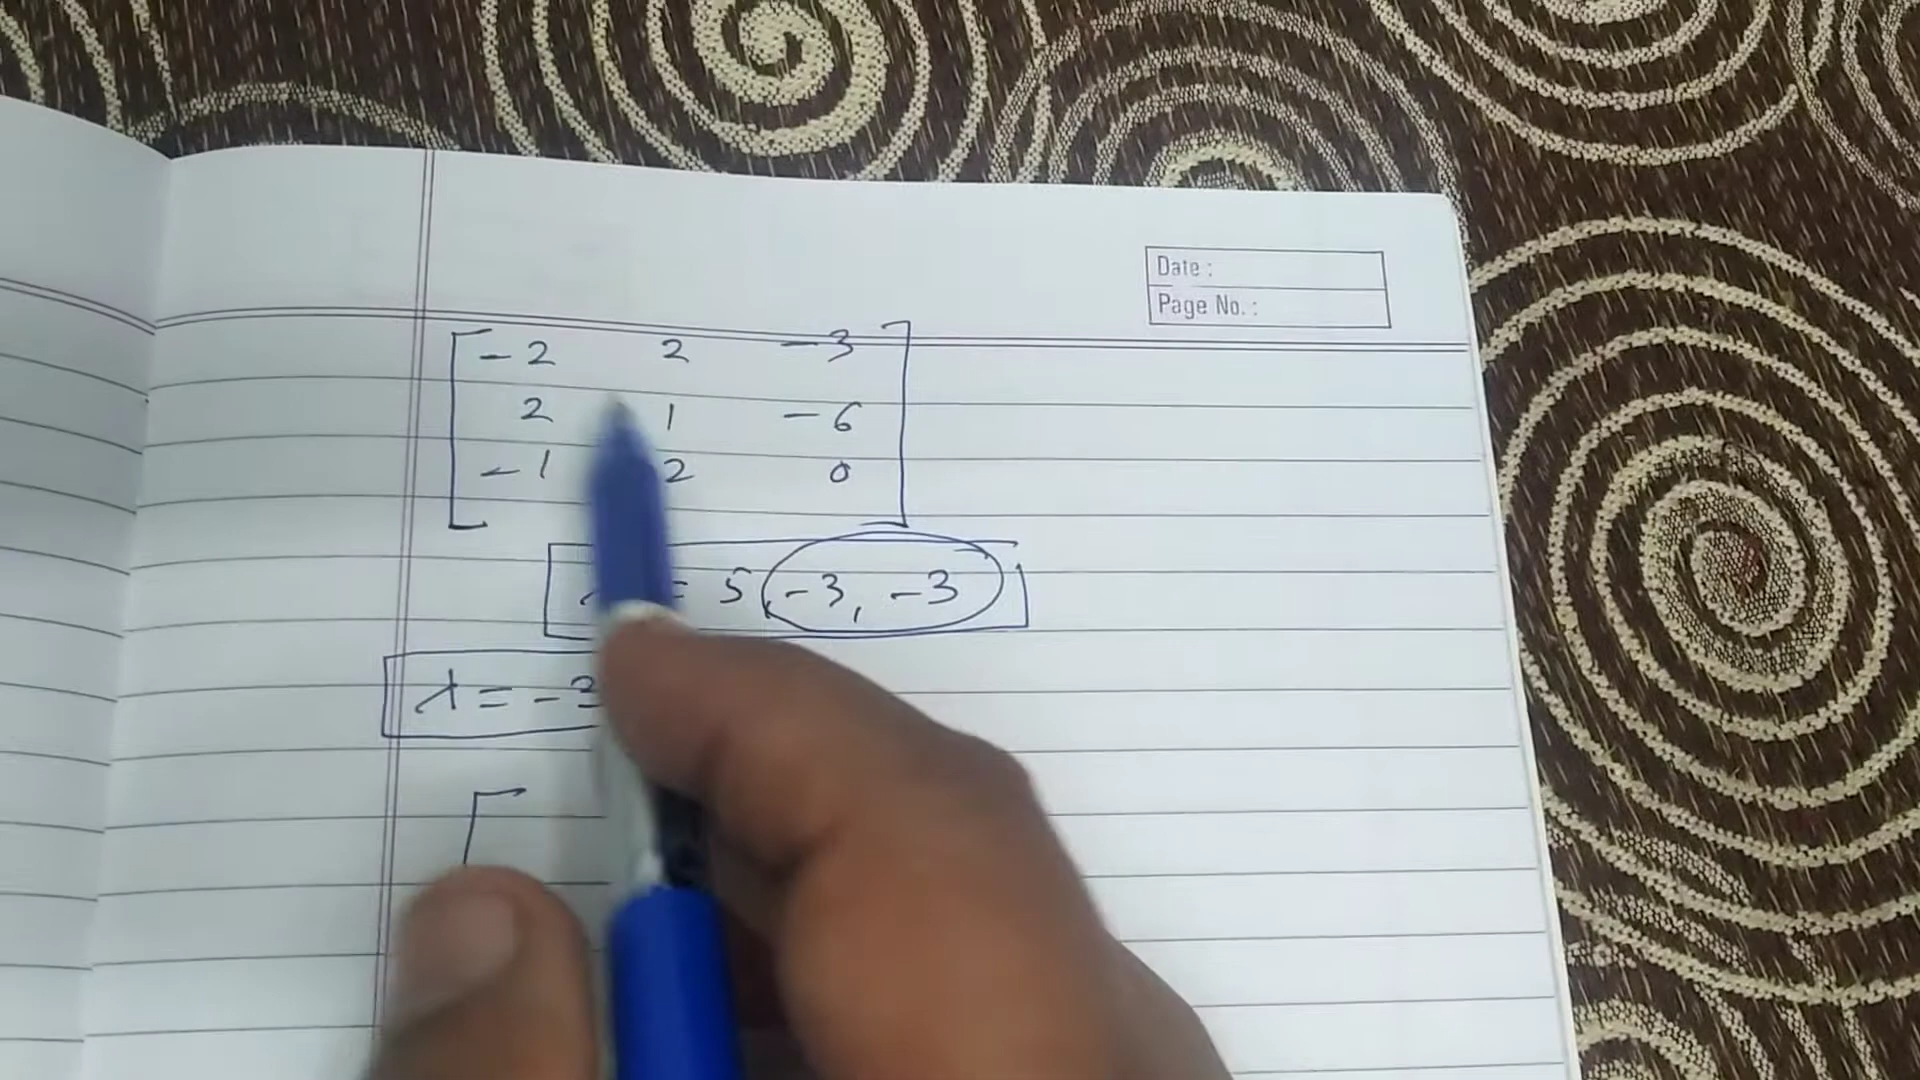 Date :
Page No. :
-2 2 -3
2 1 -6
-1 2 0
= 5, -3, -3
λ = -3